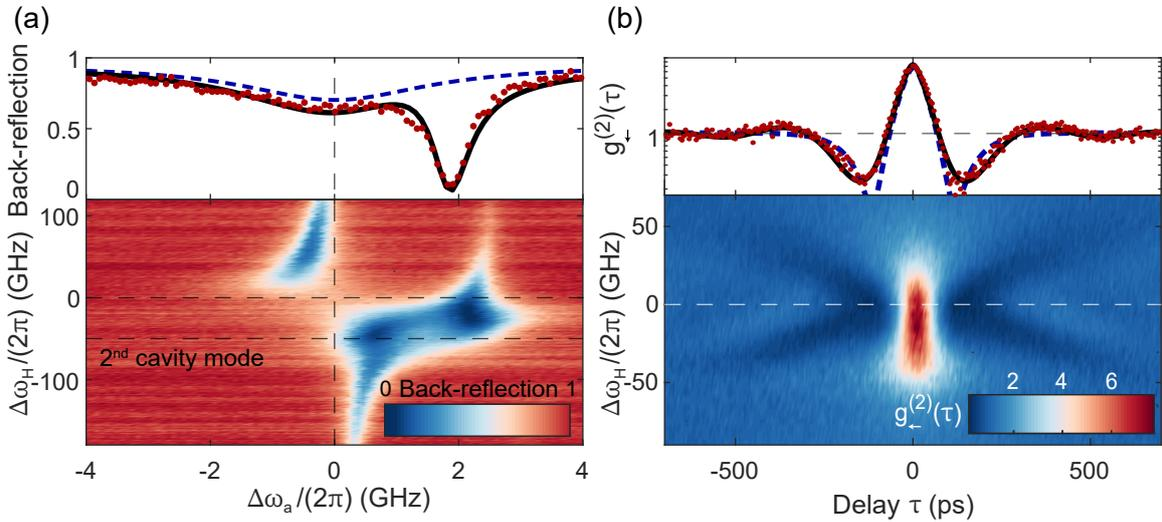 (a)
Back-reflection
1
0.5
0
Δω_H/(2π) (GHz)
100
0
-100
2nd cavity mode
0 Back-reflection 1
-4 -2 0 2 4
Δω_a/(2π) (GHz)
(b)
g←^(2)(τ)
1
Δω_H/(2π) (GHz)
50
0
-50
2 4 6
g←^(2)(τ)
-500 0 500
Delay τ (ps)